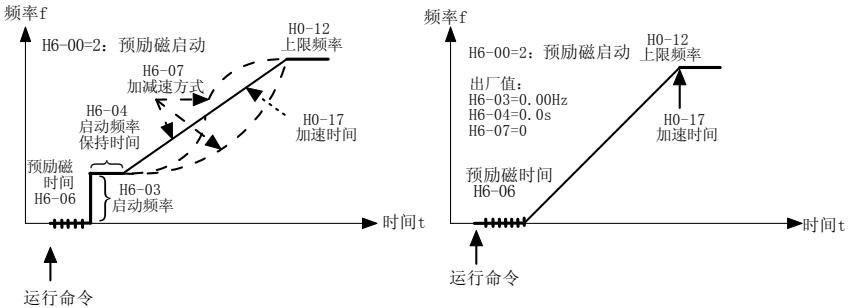 频率f
H6-00=2：预励磁启动
H0-12
上限频率
H6-07
加减速方式
H6-04
启动频率
保持时间
H0-17
加速时间
预励磁
时间
H6-06
H6-03
启动频率
时间t
运行命令
频率f
H6-00=2：预励磁启动
H0-12
上限频率
出厂值：
H6-03=0.00Hz
H6-04=0.0s
H6-07=0
H0-17
加速时间
预励磁时间
H6-06
时间t
运行命令